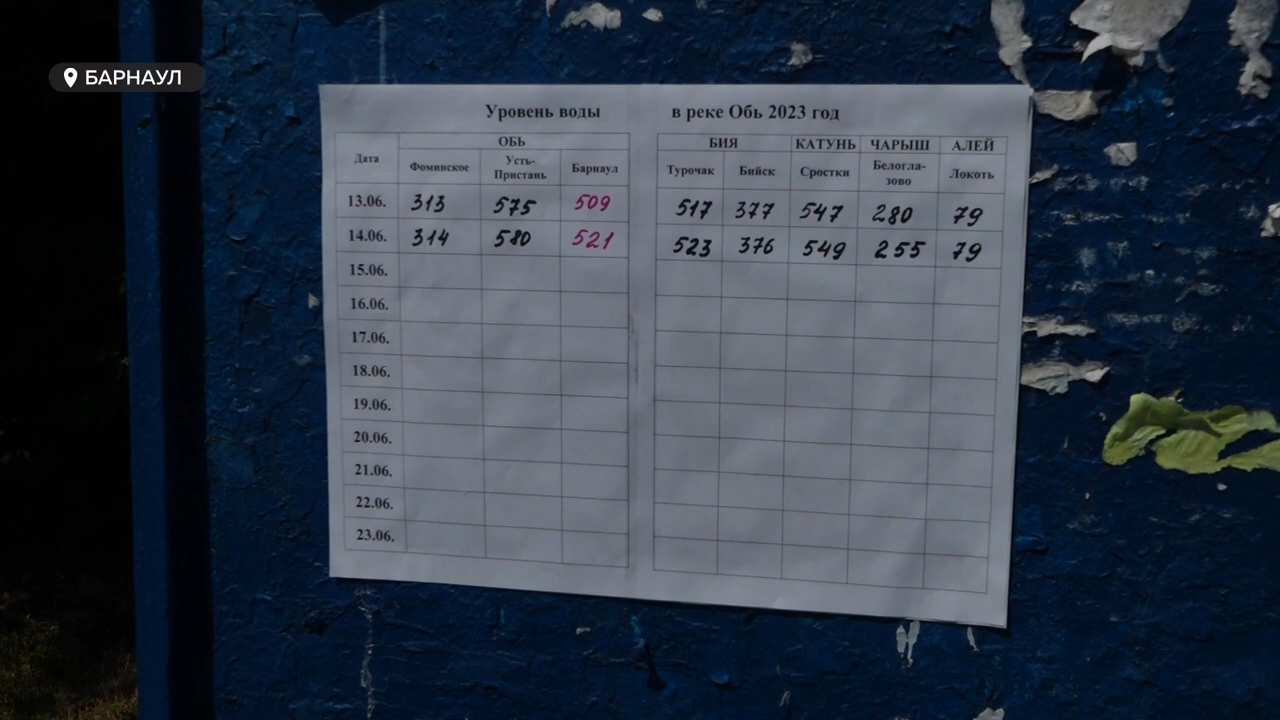 БАРНАУЛ
Уровень воды в реке Обь 2023 год
Дата ОБЬ БИЯ КАТУНЬ ЧАРЫШ АЛЕЙ
Фоминское Усть-Пристань Барнаул Турочак Бийск Сростки Белогла-зово Локоть
13.06. 313 575 509 517 377 547 280 79
14.06. 314 580 521 523 376 549 255 79
15.06.
16.06.
17.06.
18.06.
19.06.
20.06.
21.06.
22.06.
23.06.